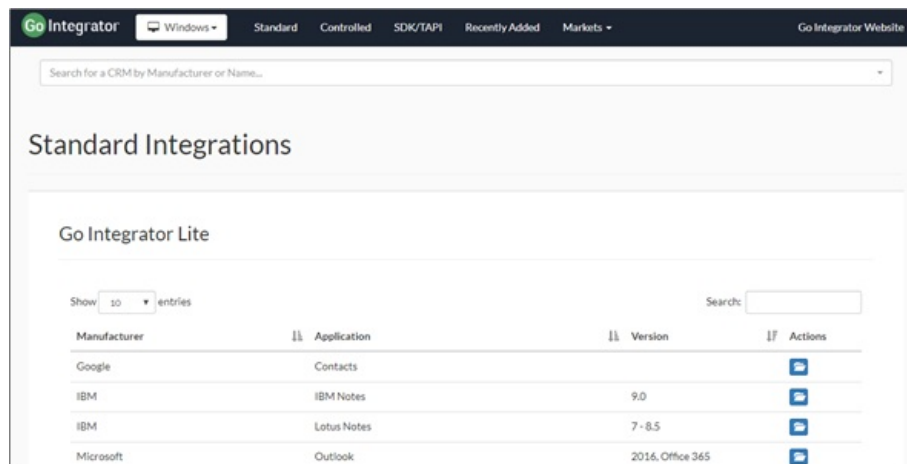 Go Integrator Windows Standard Controlled SDK/TAPI Recently Added Markets Go Integrator Website
Search for a CRM by Manufacturer or Name...
Standard Integrations
Go Integrator Lite
Show 10 entries Search:
Manufacturer Application Version Actions
Google Contacts
IBM IBM Notes 9.0
IBM Lotus Notes 7 - 8.5
Microsoft Outlook 2016, Office 365